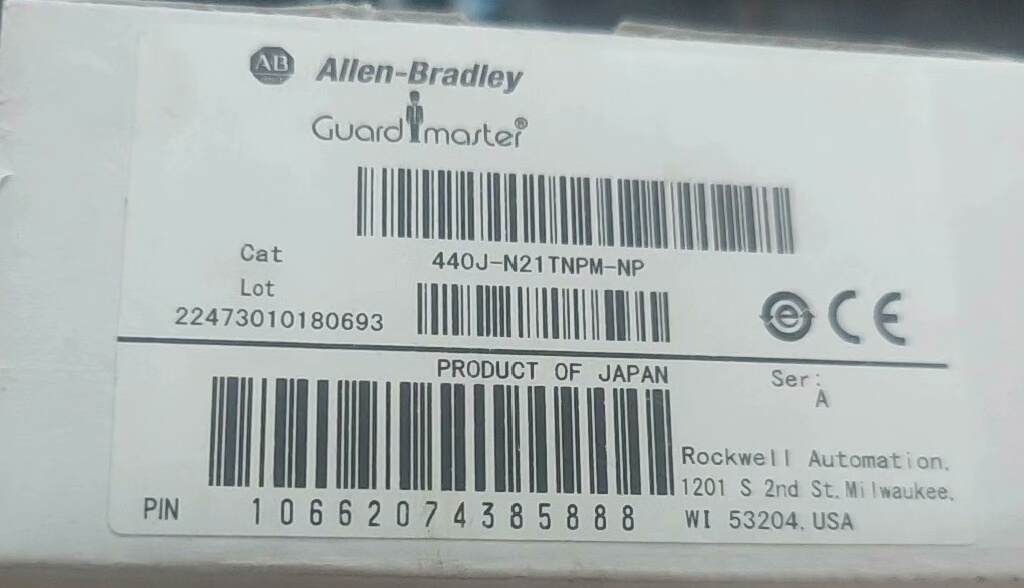 AB Allen-Bradley
Guardmaster®
Cat 440J-N21TNPM-NP
Lot
22473010180693
e CE
PRODUCT OF JAPAN
Ser:
A
Rockwell Automation.
1201 S 2nd St. Milwaukee,
PIN 10662074385888
WI 53204. USA